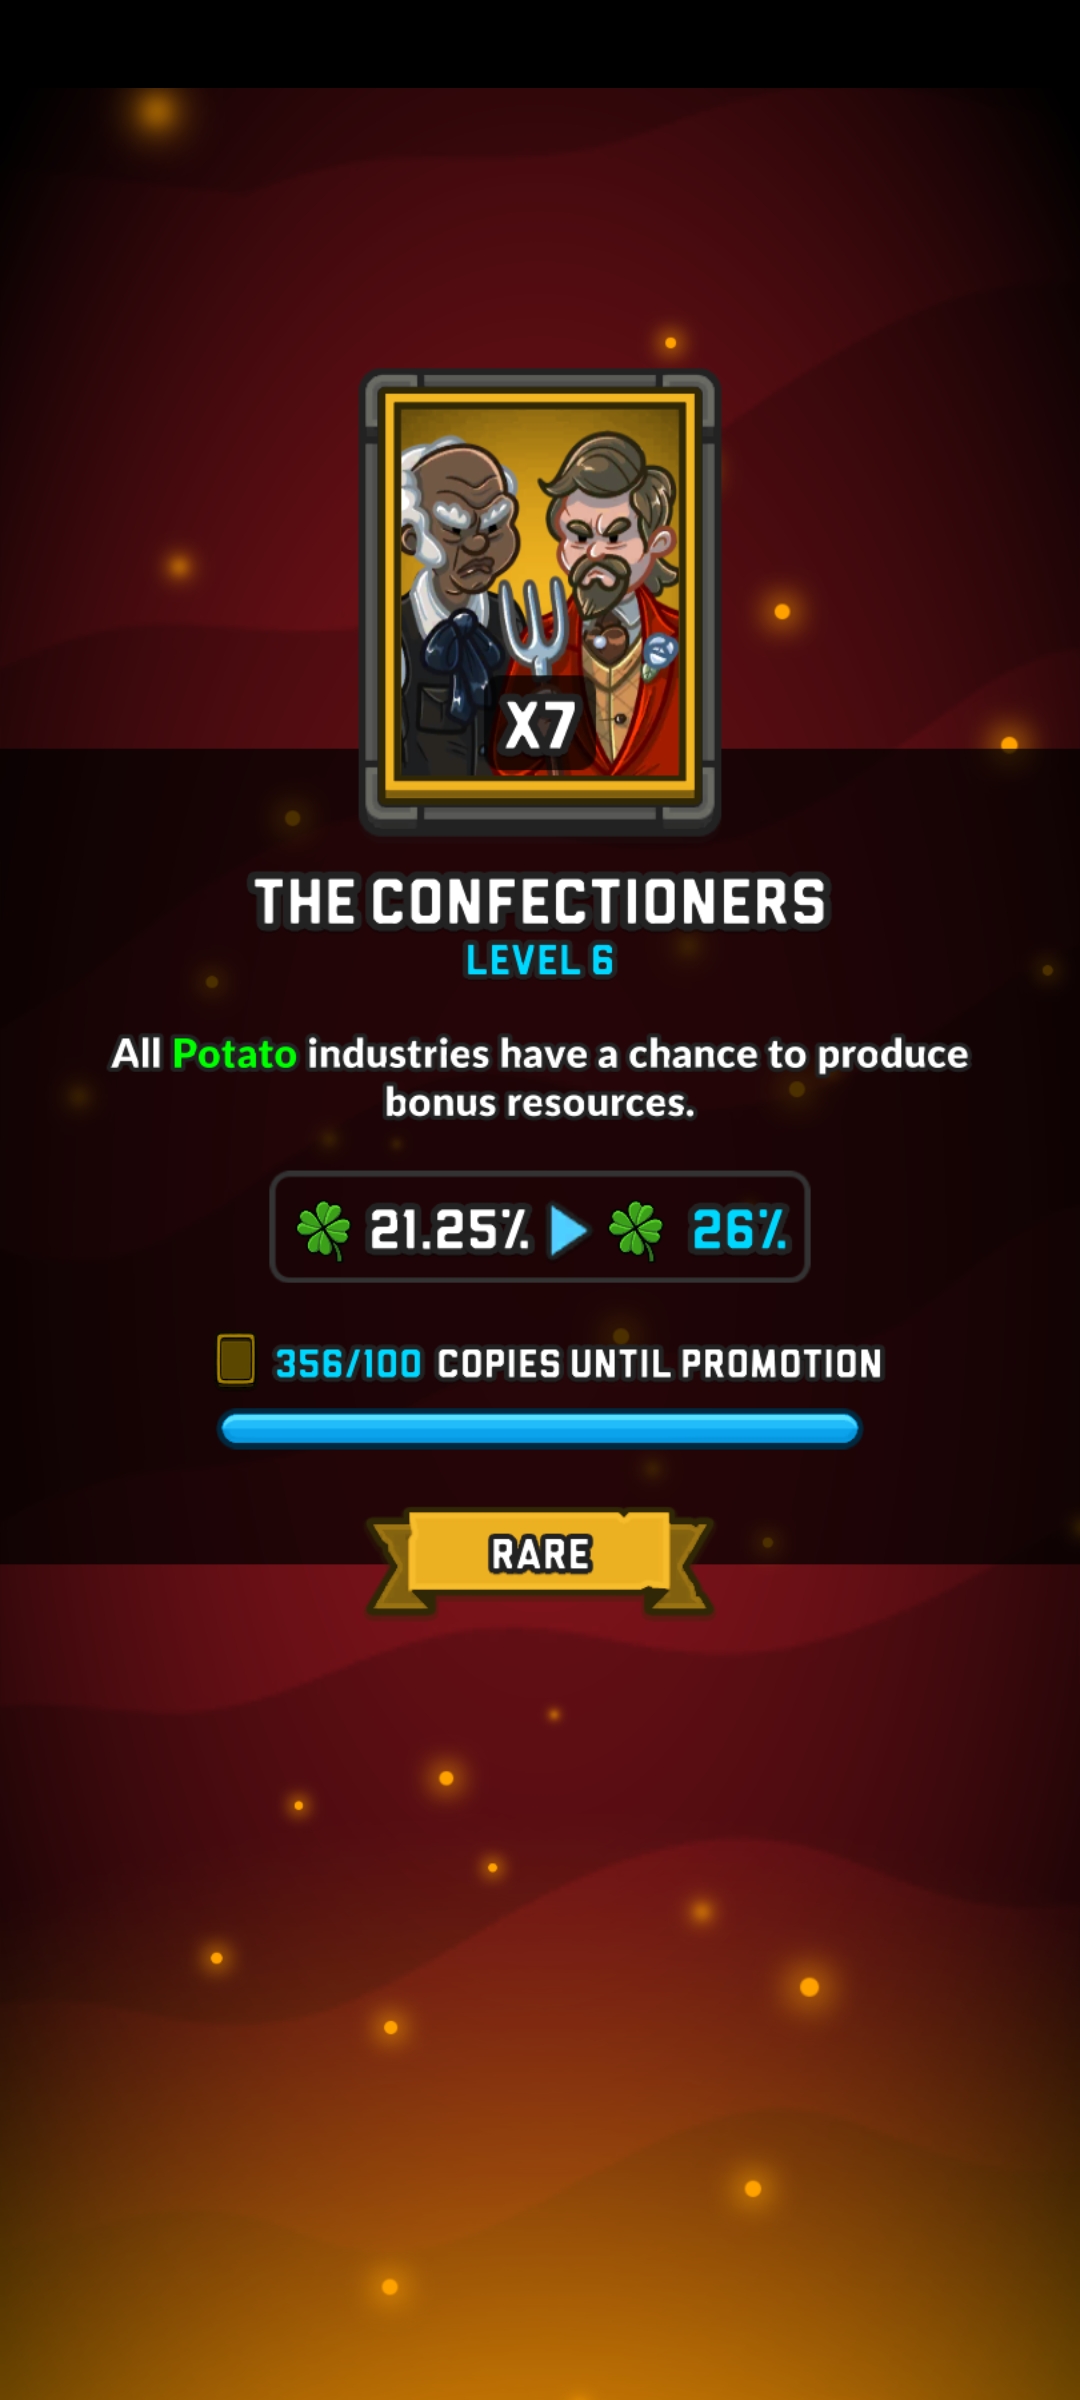 X7
THE CONFECTIONERS
LEVEL 6
All Potato industries have a chance to produce
bonus resources.
21.25% 26%
356/100 COPIES UNTIL PROMOTION
RARE